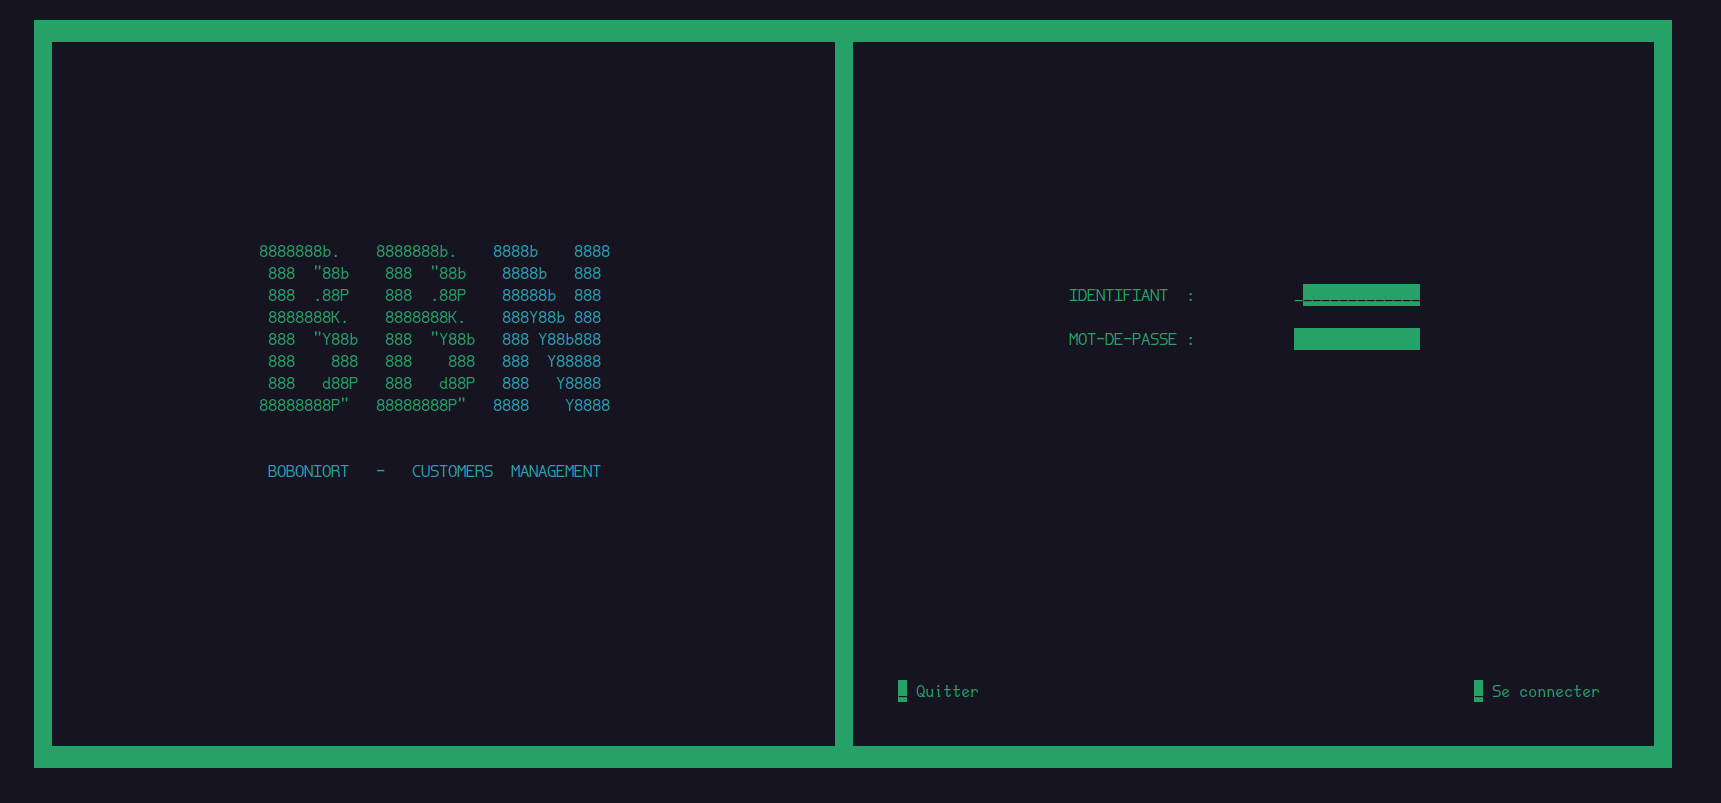 8888888b.    8888888b.    8888b    8888
 888  "88b    888  "88b    8888b   888
 888  .88P    888  .88P    88888b  888
 8888888K.    8888888K.    888Y88b 888
 888  "Y88b   888  "Y88b   888 Y88b888
 888    888   888    888   888  Y88888
 888   d88P   888   d88P   888   Y8888
88888888P"   88888888P"   8888    Y8888
BOBONIORT   -   CUSTOMERS  MANAGEMENT
IDENTIFIANT  :           ______________
MOT-DE-PASSE :
_ Quitter
_ Se connecter